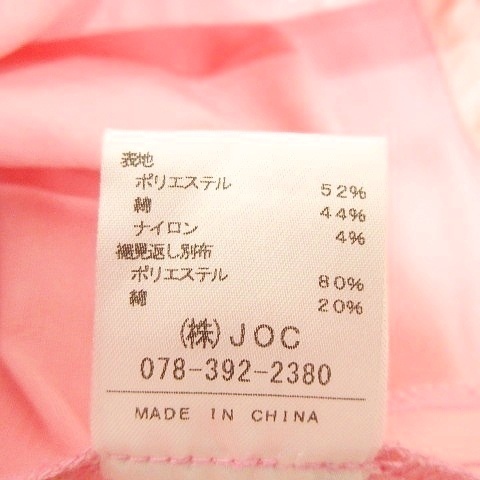 表地
ポリエステル 52%
綿 44%
ナイロン 4%
裾見返し別布
ポリエステル 80%
綿 20%
(株)JOC
078-392-2380
MADE IN CHINA